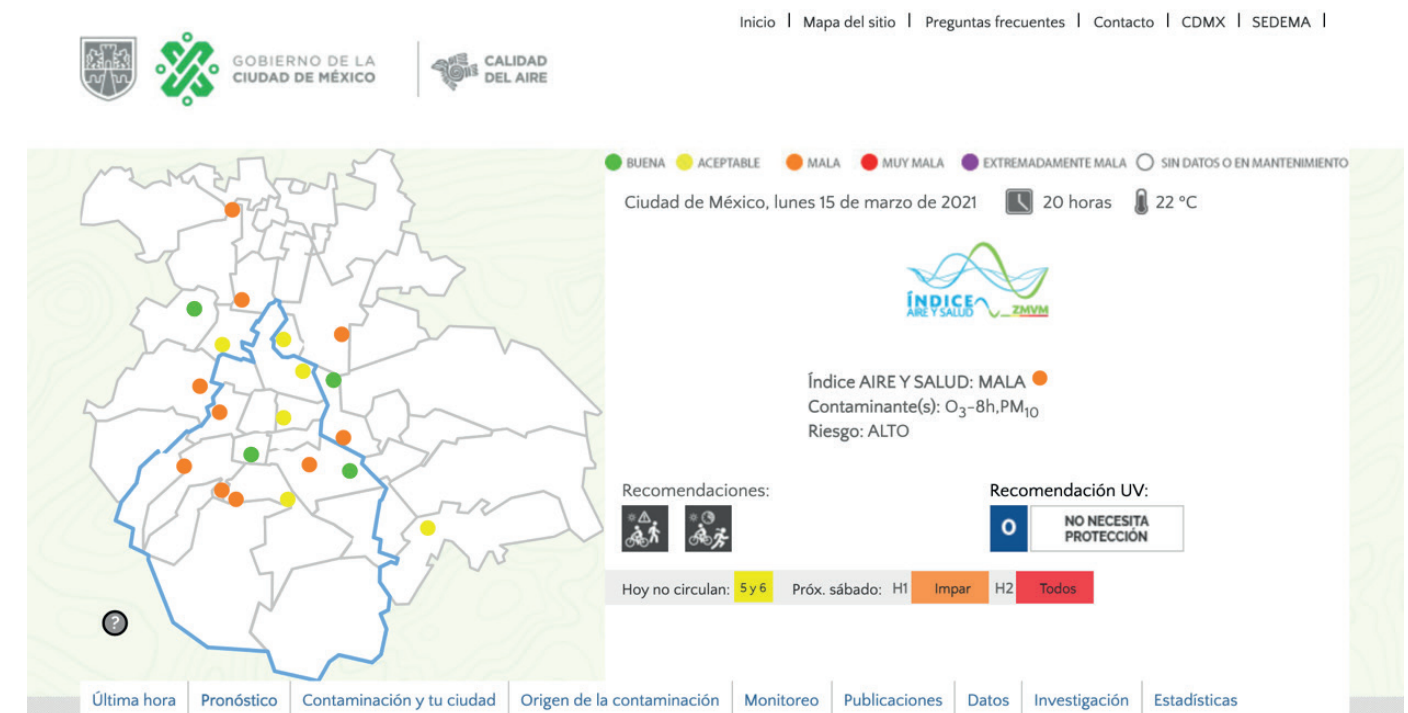 Inicio | Mapa del sitio | Preguntas frecuentes | Contacto | CDMX | SEDEMA |
GOBIERNO DE LA
CIUDAD DE MÉXICO
CALIDAD
DEL AIRE
BUENA ACEPTABLE MALA MUY MALA EXTREMADAMENTE MALA SIN DATOS O EN MANTENIMIENTO
Ciudad de México, lunes 15 de marzo de 2021 20 horas 22 °C
ÍNDICE
AIRE Y SALUD ZMVM
Índice AIRE Y SALUD: MALA
Contaminante(s): O₃-8h,PM₁₀
Riesgo: ALTO
Recomendaciones:
Recomendación UV:
0 NO NECESITA
PROTECCIÓN
Hoy no circulan: 5 y 6 Próx. sábado: H1 Impar H2 Todos
?
Última hora | Pronóstico | Contaminación y tu ciudad | Origen de la contaminación | Monitoreo | Publicaciones | Datos | Investigación | Estadísticas